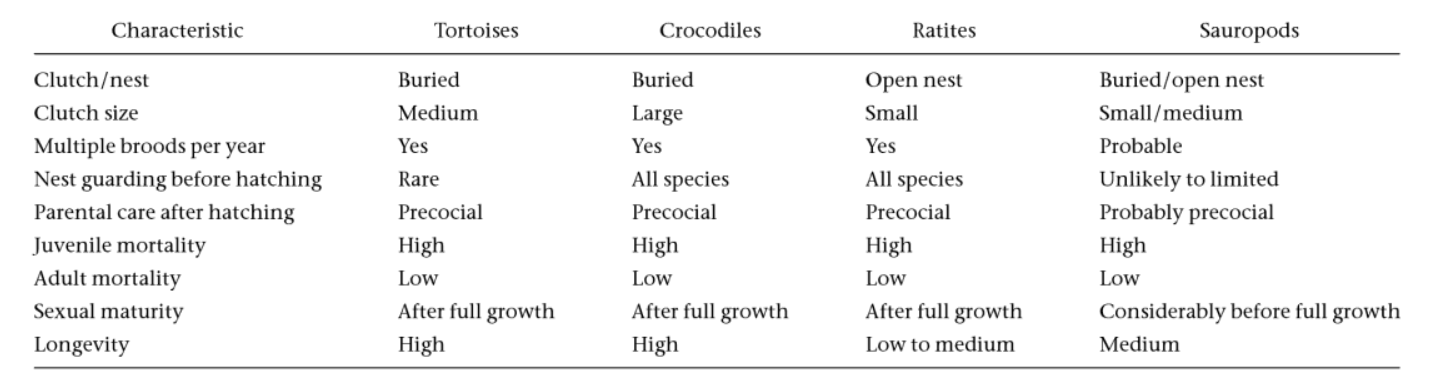 Characteristic Tortoises Crocodiles Ratites Sauropods
Clutch/nest Buried Buried Open nest Buried/open nest
Clutch size Medium Large Small Small/medium
Multiple broods per year Yes Yes Yes Probable
Nest guarding before hatching Rare All species All species Unlikely to limited
Parental care after hatching Precocial Precocial Precocial Probably precocial
Juvenile mortality High High High High
Adult mortality Low Low Low Low
Sexual maturity After full growth After full growth After full growth Considerably before full growth
Longevity High High Low to medium Medium